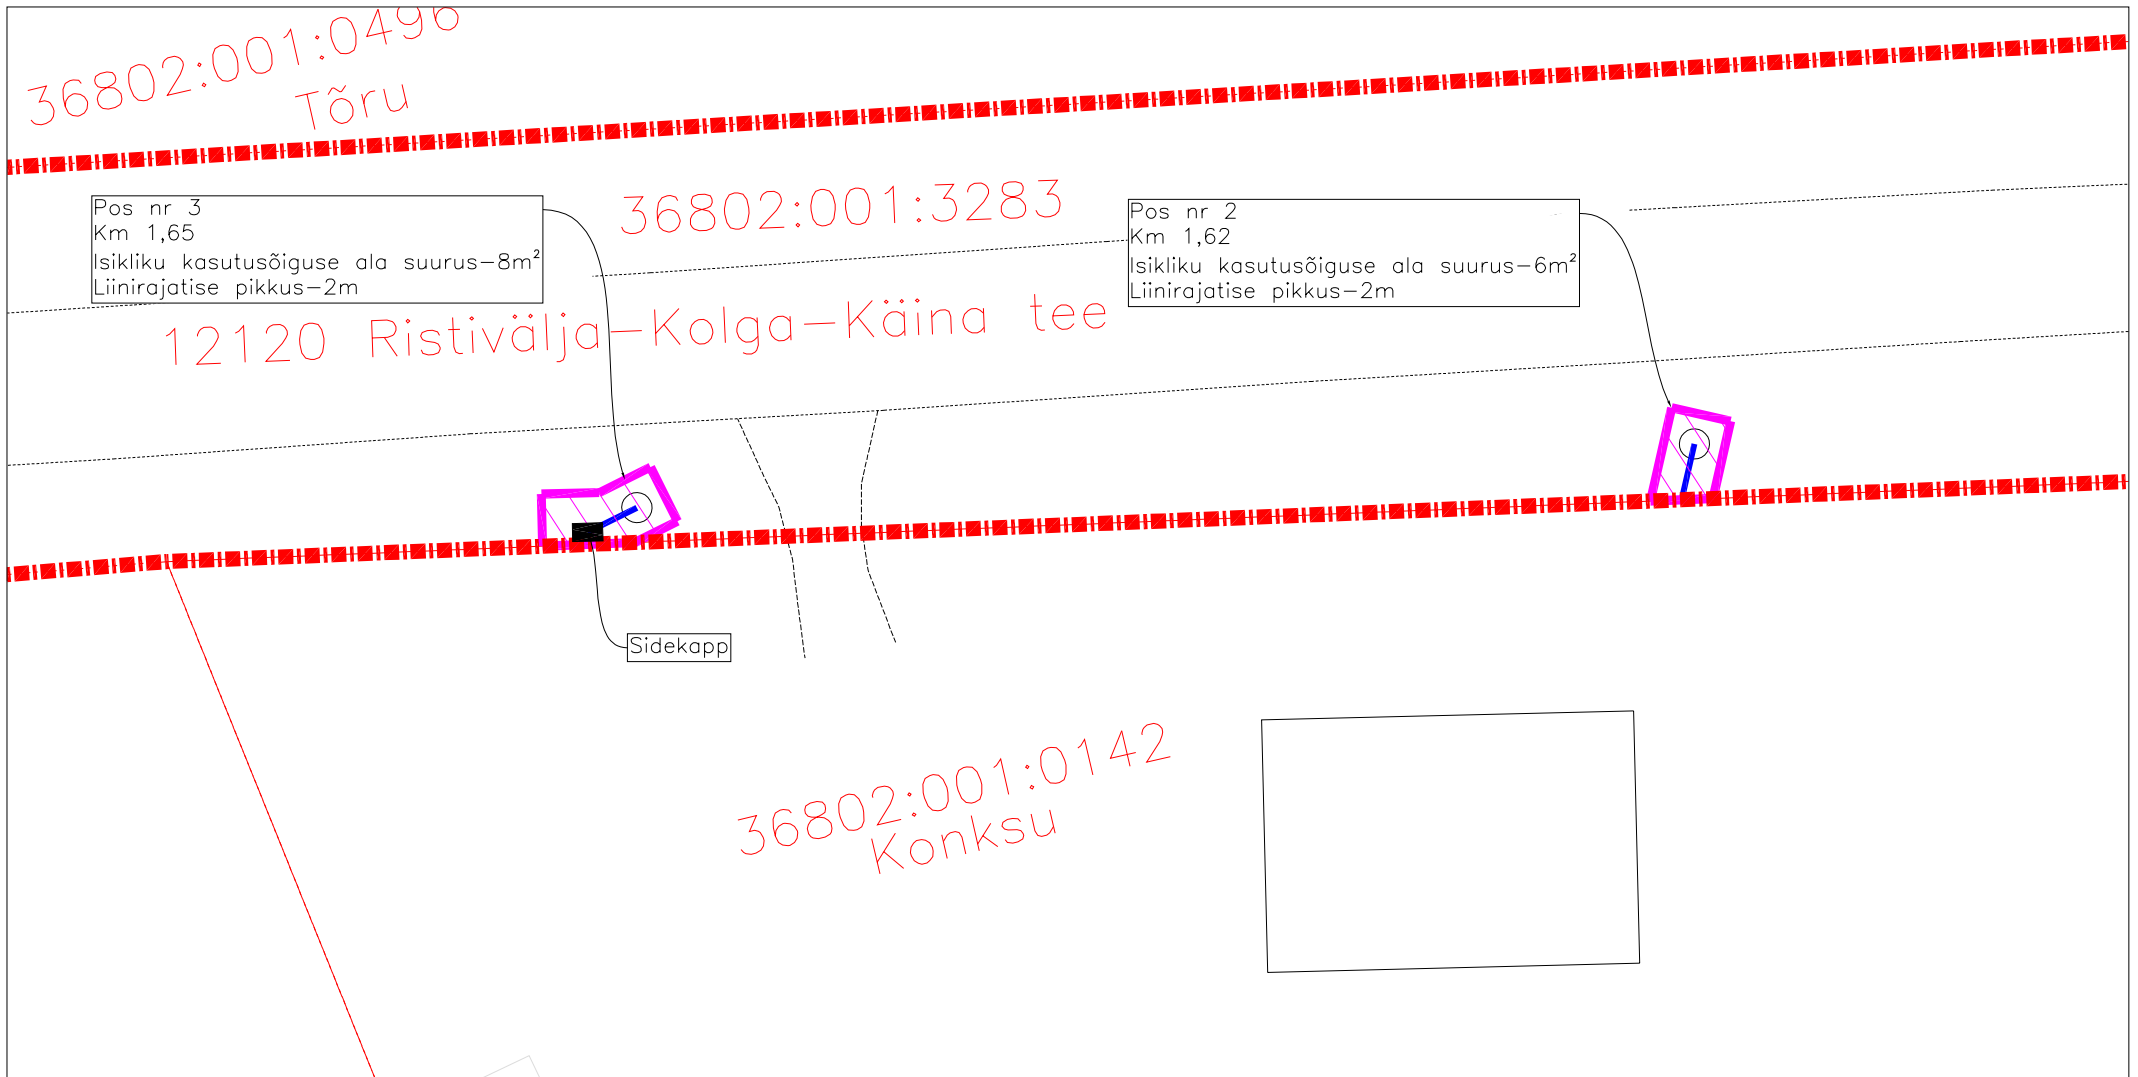 36802:001:0496
Tõru
Pos nr 3
Km 1,65
Isikliku kasutusõiguse ala suurus-8m²
Liinirajatise pikkus-2m
36802:001:3283
Pos nr 2
Km 1,62
Isikliku kasutusõiguse ala suurus-6m²
Liinirajatise pikkus-2m
12120 Ristivälja-Kolga-Käina tee
Sidekapp
36802:001:0142
Konksu